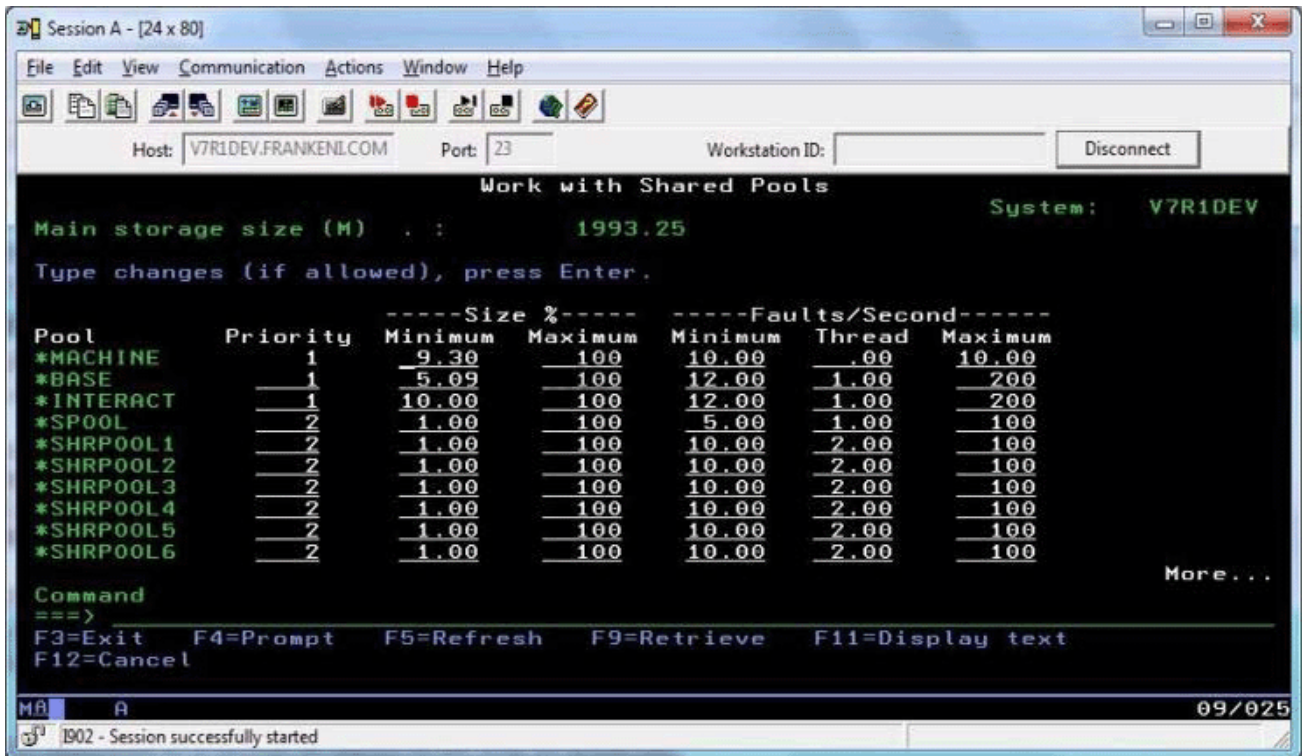 Session A - [24 x 80]
File Edit View Communication Actions Window Help
Host: V7R1DEV.FRANKENI.COM Port: 23 Workstation ID: Disconnect
Work with Shared Pools
System: V7R1DEV
Main storage size (M) . : 1993.25
Type changes (if allowed), press Enter.
-----Size %----- -----Faults/Second------
Pool Priority Minimum Maximum Minimum Thread Maximum
*MACHINE 1 9.30 100 10.00 .00 10.00
*BASE 1 5.09 100 12.00 1.00 200
*INTERACT 1 10.00 100 12.00 1.00 200
*SPOOL 2 1.00 100 5.00 1.00 100
*SHRPOOL1 2 1.00 100 10.00 2.00 100
*SHRPOOL2 2 1.00 100 10.00 2.00 100
*SHRPOOL3 2 1.00 100 10.00 2.00 100
*SHRPOOL4 2 1.00 100 10.00 2.00 100
*SHRPOOL5 2 1.00 100 10.00 2.00 100
*SHRPOOL6 2 1.00 100 10.00 2.00 100
More...
Command
===>
F3=Exit F4=Prompt F5=Refresh F9=Retrieve F11=Display text
F12=Cancel
MA A 09/025
I902 - Session successfully started